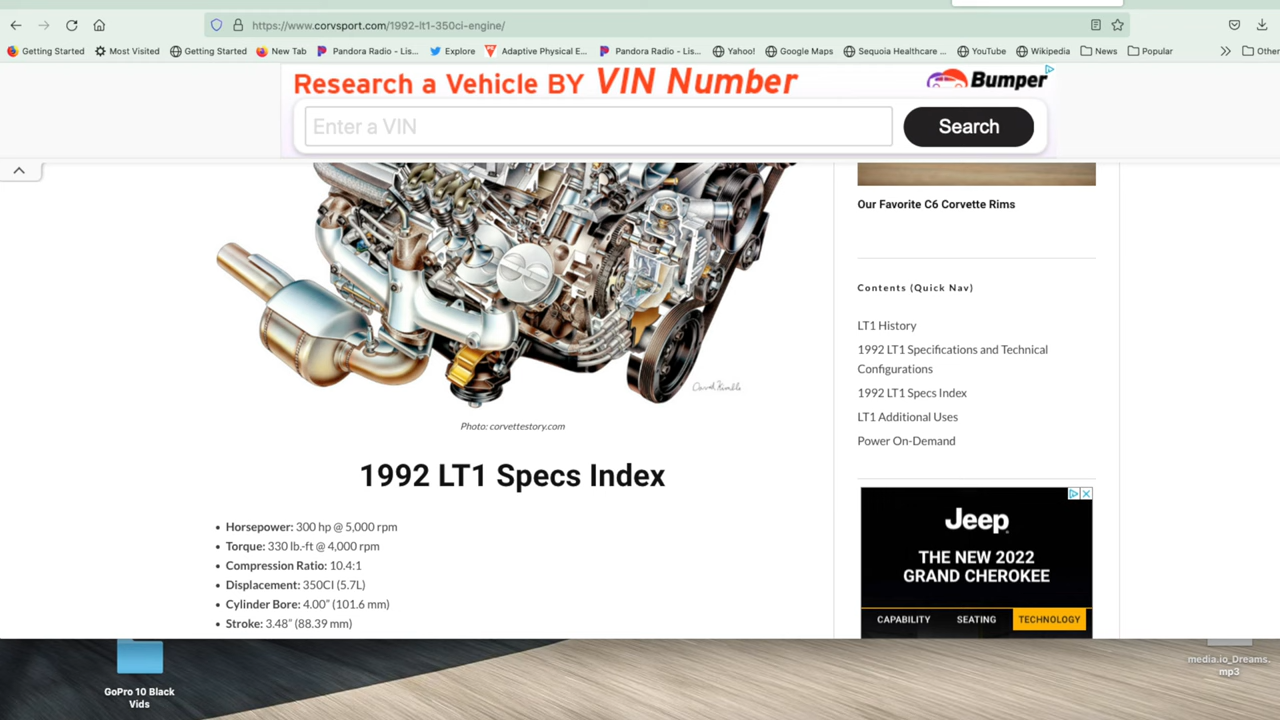 https://www.corvsport.com/1992-lt1-350ci-engine/
Getting Started
Most Visited
Getting Started
New Tab
Pandora Radio – Lis...
Explore
Adaptive Physical E...
Pandora Radio – Lis...
Yahoo!
Google Maps
Sequoia Healthcare ...
YouTube
Wikipedia
News
Popular
Other
Research a Vehicle BY VIN Number
Bumper
Enter a VIN
Search
Photo: corvettestory.com
1992 LT1 Specs Index
• Horsepower: 300 hp @ 5,000 rpm
• Torque: 330 lb.-ft @ 4,000 rpm
• Compression Ratio: 10.4:1
• Displacement: 350CI (5.7L)
• Cylinder Bore: 4.00” (101.6 mm)
• Stroke: 3.48” (88.39 mm)
Our Favorite C6 Corvette Rims
Contents (Quick Nav)
LT1 History
1992 LT1 Specifications and Technical
Configurations
1992 LT1 Specs Index
LT1 Additional Uses
Power On-Demand
Jeep
THE NEW 2022
GRAND CHEROKEE
CAPABILITY
SEATING
TECHNOLOGY
GoPro 10 Black
Vids
media.io_Dreams.
mp3